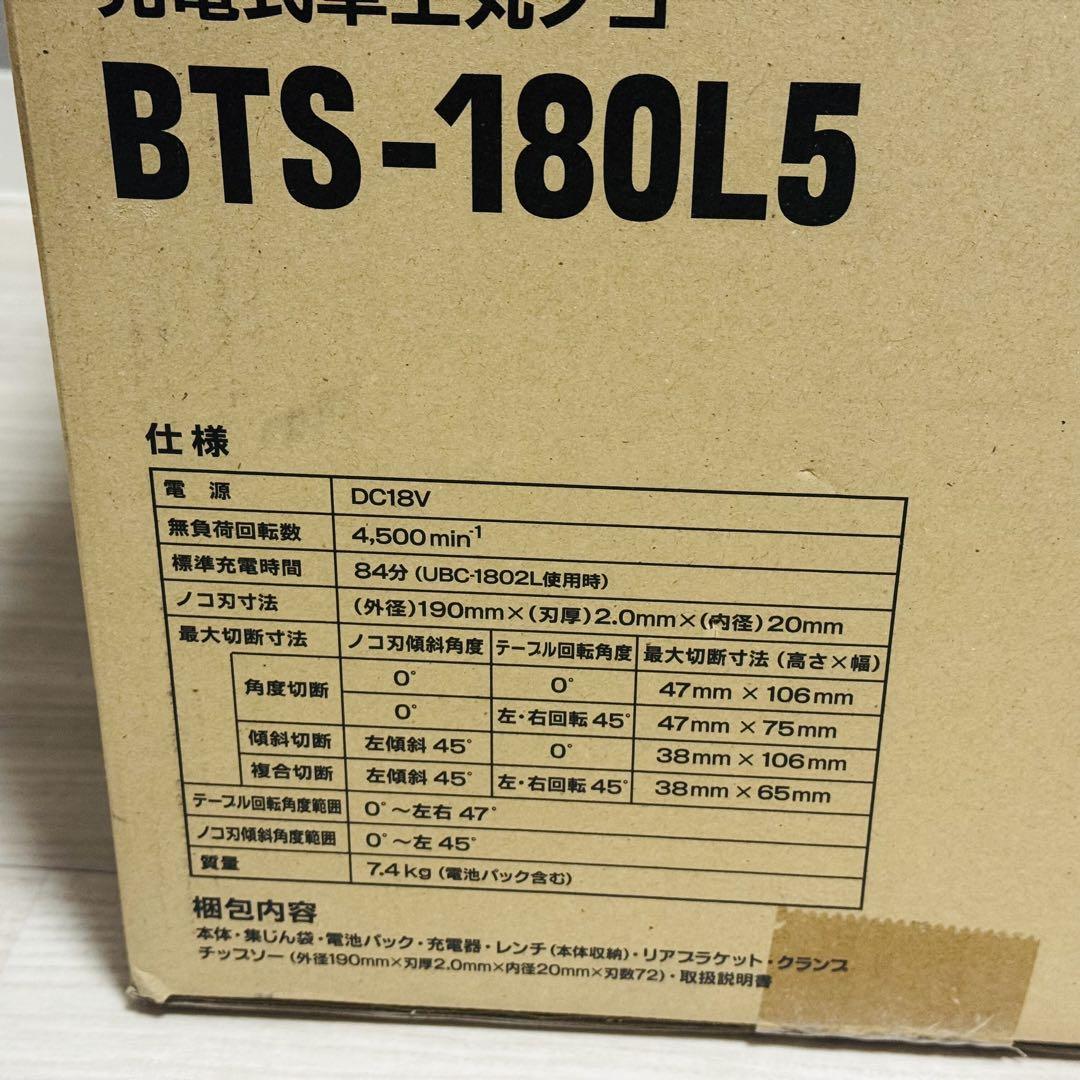 充電式卓上丸ノコ
BTS-180L5
仕様
電 源 DC18V
無負荷回転数 4,500min⁻¹
標準充電時間 84分(UBC-1802L使用時)
ノコ刃寸法 (外径)190mm×(刃厚)2.0mm×(内径)20mm
最大切断寸法 ノコ刃傾斜角度 テーブル回転角度 最大切断寸法(高さ×幅)
角度切断 0° 0° 47mm × 106mm
0° 左・右回転 45° 47mm × 75mm
傾斜切断 左傾斜 45° 0° 38mm × 106mm
複合切断 左傾斜 45° 左・右回転 45° 38mm × 65mm
テーブル回転角度範囲 0°～左右 47°
ノコ刃傾斜角度範囲 0°～左 45°
質量 7.4kg(電池パック含む)
梱包内容
本体・集じん袋・電池パック・充電器・レンチ(本体収納)・リアブラケット・クランプ
チップソー(外径190mm×刃厚2.0mm×内径20mm×刃数72)・取扱説明書